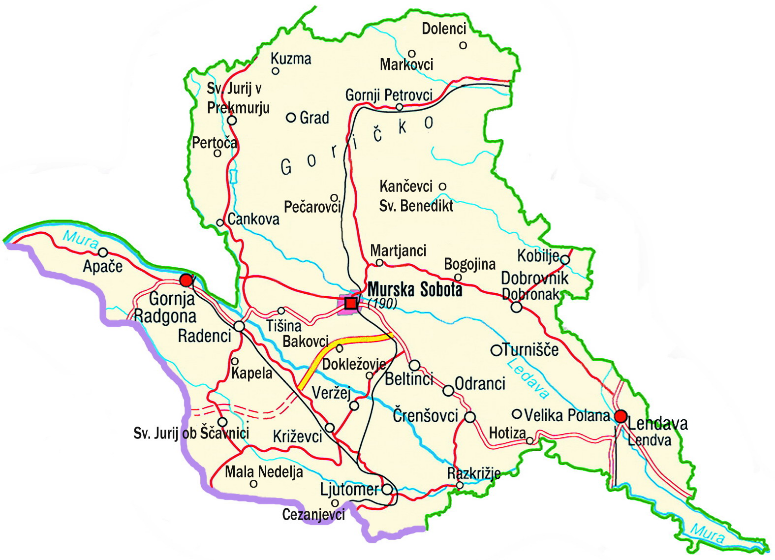 Dolenci
Kuzma
Markovci
Sv. Jurij v
Prekmurju
Gornji Petrovci
Grad
Goričko
Pertoča
Kančevci
Sv. Benedikt
Pečarovci
Cankova
Mura
Apače
Martjanci
Kobilje
Bogojina
Dobrovnik
Dobronak
Murska Sobota
(190)
Gornja
Radgona
Radenci
Tišina
Bakovci
Turnišče
Dokležovje
Ledava
Kapela
Beltinci
Odranci
Veržej
Črenšovci
Velika Polana
Lendava
Lendva
Sv. Jurij ob Ščavnici
Križevci
Hotiza
Mala Nedelja
Razkrižje
Ljutomer
Cezanjevci
Mura